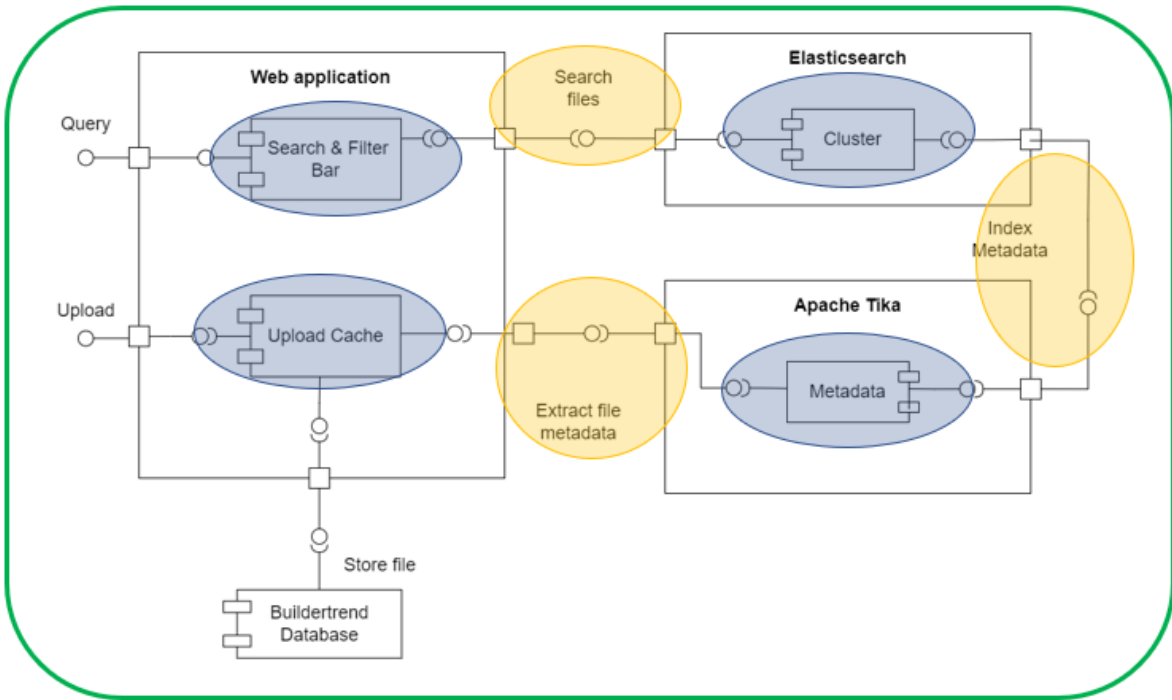 Web application
Query
Search & Filter
Bar
Search
files
Elasticsearch
Cluster
Index
Metadata
Upload
Upload Cache
Extract file
metadata
Apache Tika
Metadata
Store file
Buildertrend
Database